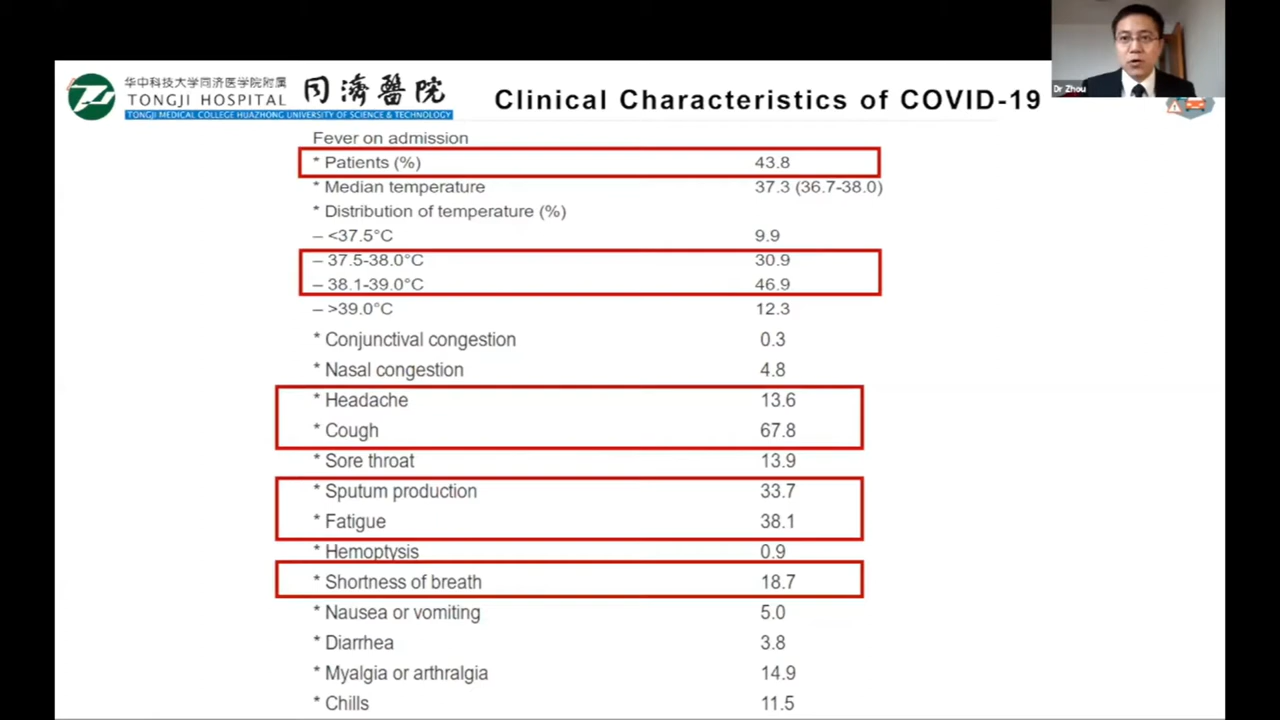 华中科技大学同济医学院附属
TONGJI HOSPITAL
同濟醫院
TONGJI MEDICAL COLLEGE HUAZHONG UNIVERSITY OF SCIENCE & TECHNOLOGY
Clinical Characteristics of COVID-19
Dr Zhou
Fever on admission
* Patients (%) 43.8
* Median temperature 37.3 (36.7-38.0)
* Distribution of temperature (%)
– <37.5°C 9.9
– 37.5-38.0°C 30.9
– 38.1-39.0°C 46.9
– >39.0°C 12.3
* Conjunctival congestion 0.3
* Nasal congestion 4.8
* Headache 13.6
* Cough 67.8
* Sore throat 13.9
* Sputum production 33.7
* Fatigue 38.1
* Hemoptysis 0.9
* Shortness of breath 18.7
* Nausea or vomiting 5.0
* Diarrhea 3.8
* Myalgia or arthralgia 14.9
* Chills 11.5